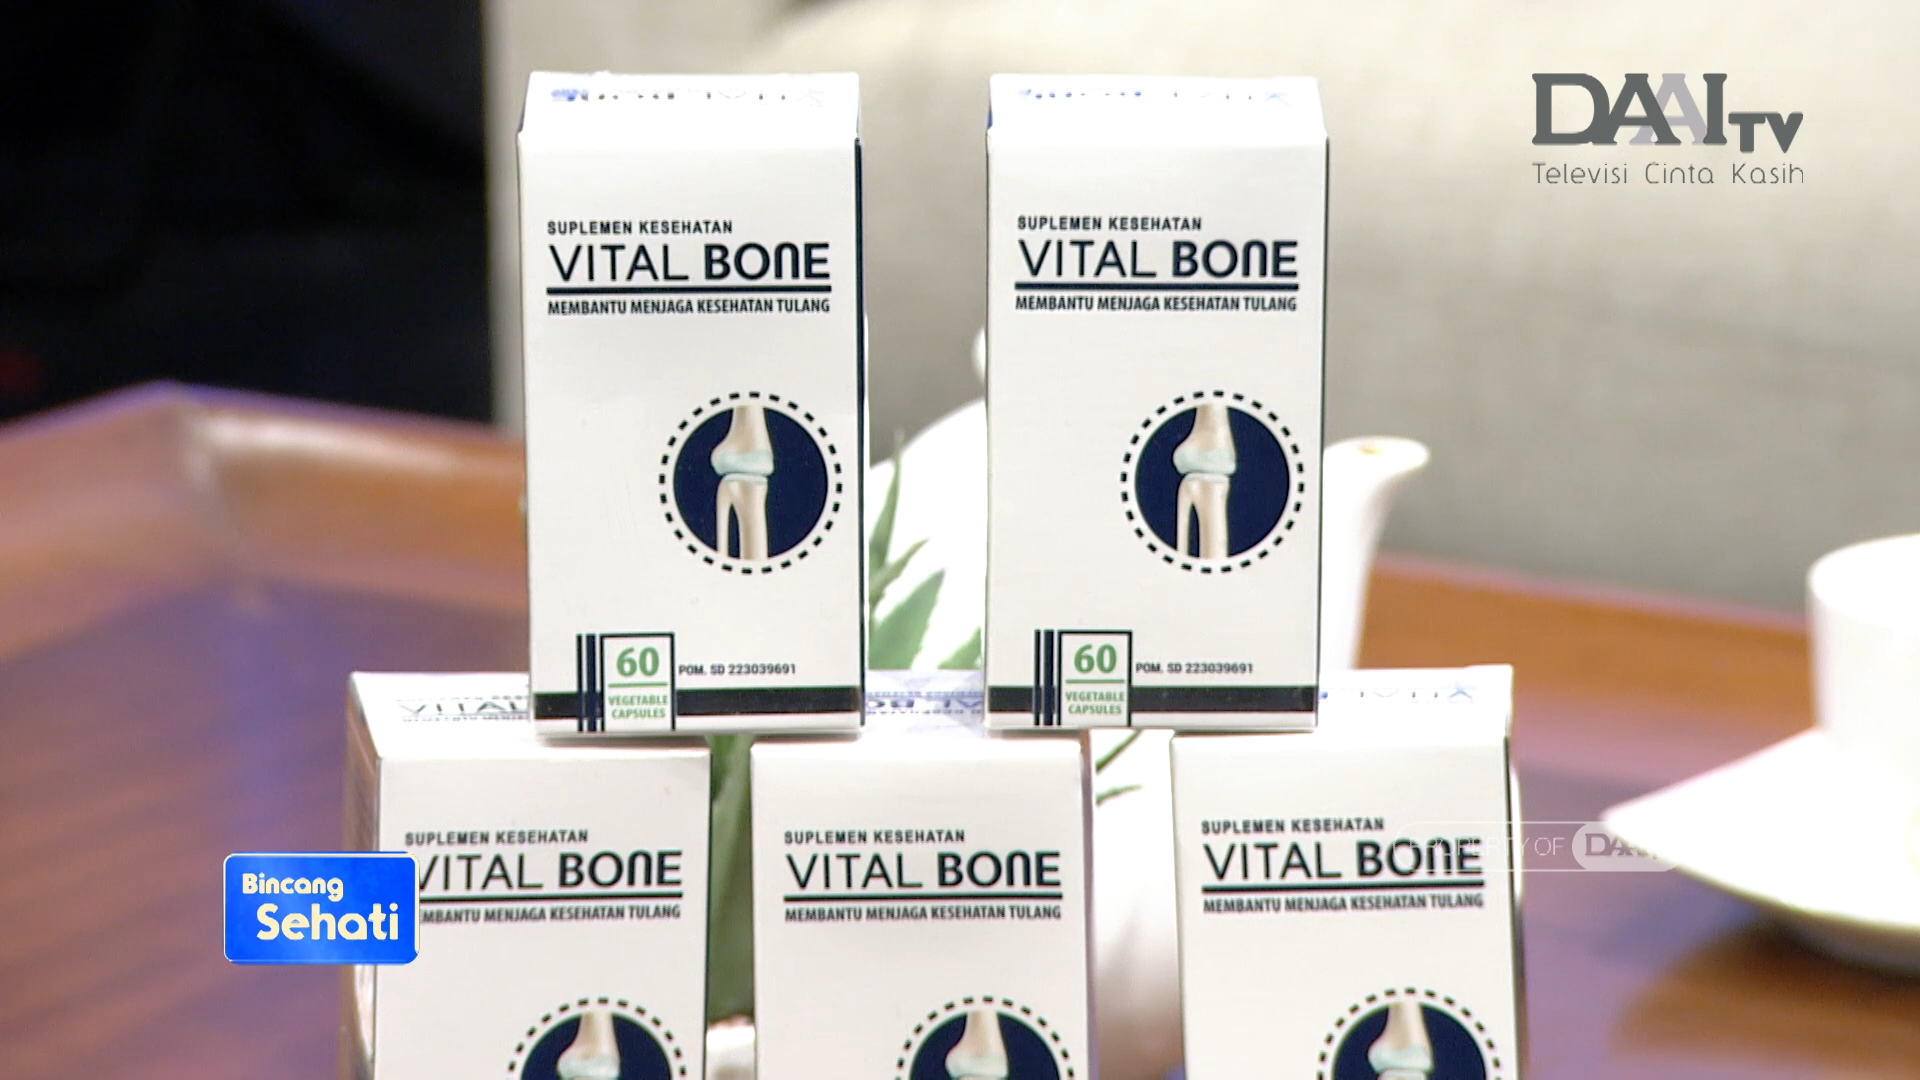 DAAI TV
Televisi Cinta Kasih
SUPLEMEN KESEHATAN
VITAL BONE
MEMBANTU MENJAGA KESEHATAN TULANG
60
VEGETABLE
CAPSULES
POM. SD 223039691
SUPLEMEN KESEHATAN
VITAL BONE
MEMBANTU MENJAGA KESEHATAN TULANG
60
VEGETABLE
CAPSULES
POM. SD 223039691
SUPLEMEN KESEHATAN
VITAL BONE
MEMBANTU MENJAGA KESEHATAN TULANG
SUPLEMEN KESEHATAN
VITAL BONE
MEMBANTU MENJAGA KESEHATAN TULANG
SUPLEMEN KESEHATAN
VITAL BONE
MEMBANTU MENJAGA KESEHATAN TULANG
PROPERTY OF DAAI
Bincang
Sehati